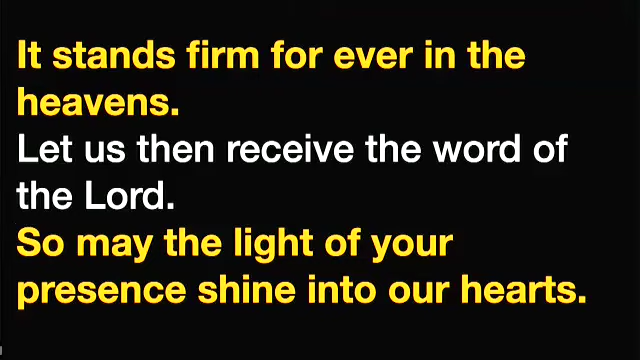 It stands firm for ever in the
heavens.
Let us then receive the word of
the Lord.
So may the light of your
presence shine into our hearts.